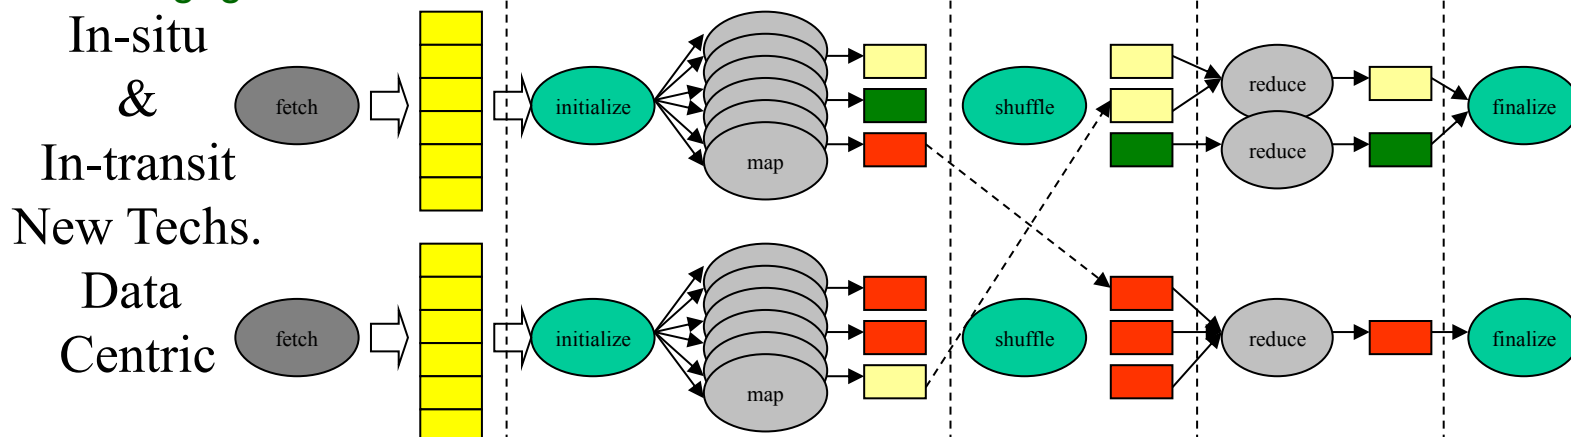 In-situ
&
In-transit
New Techs.
Data
Centric
fetch
initialize
map
shuffle
reduce
reduce
finalize
fetch
initialize
map
shuffle
reduce
finalize